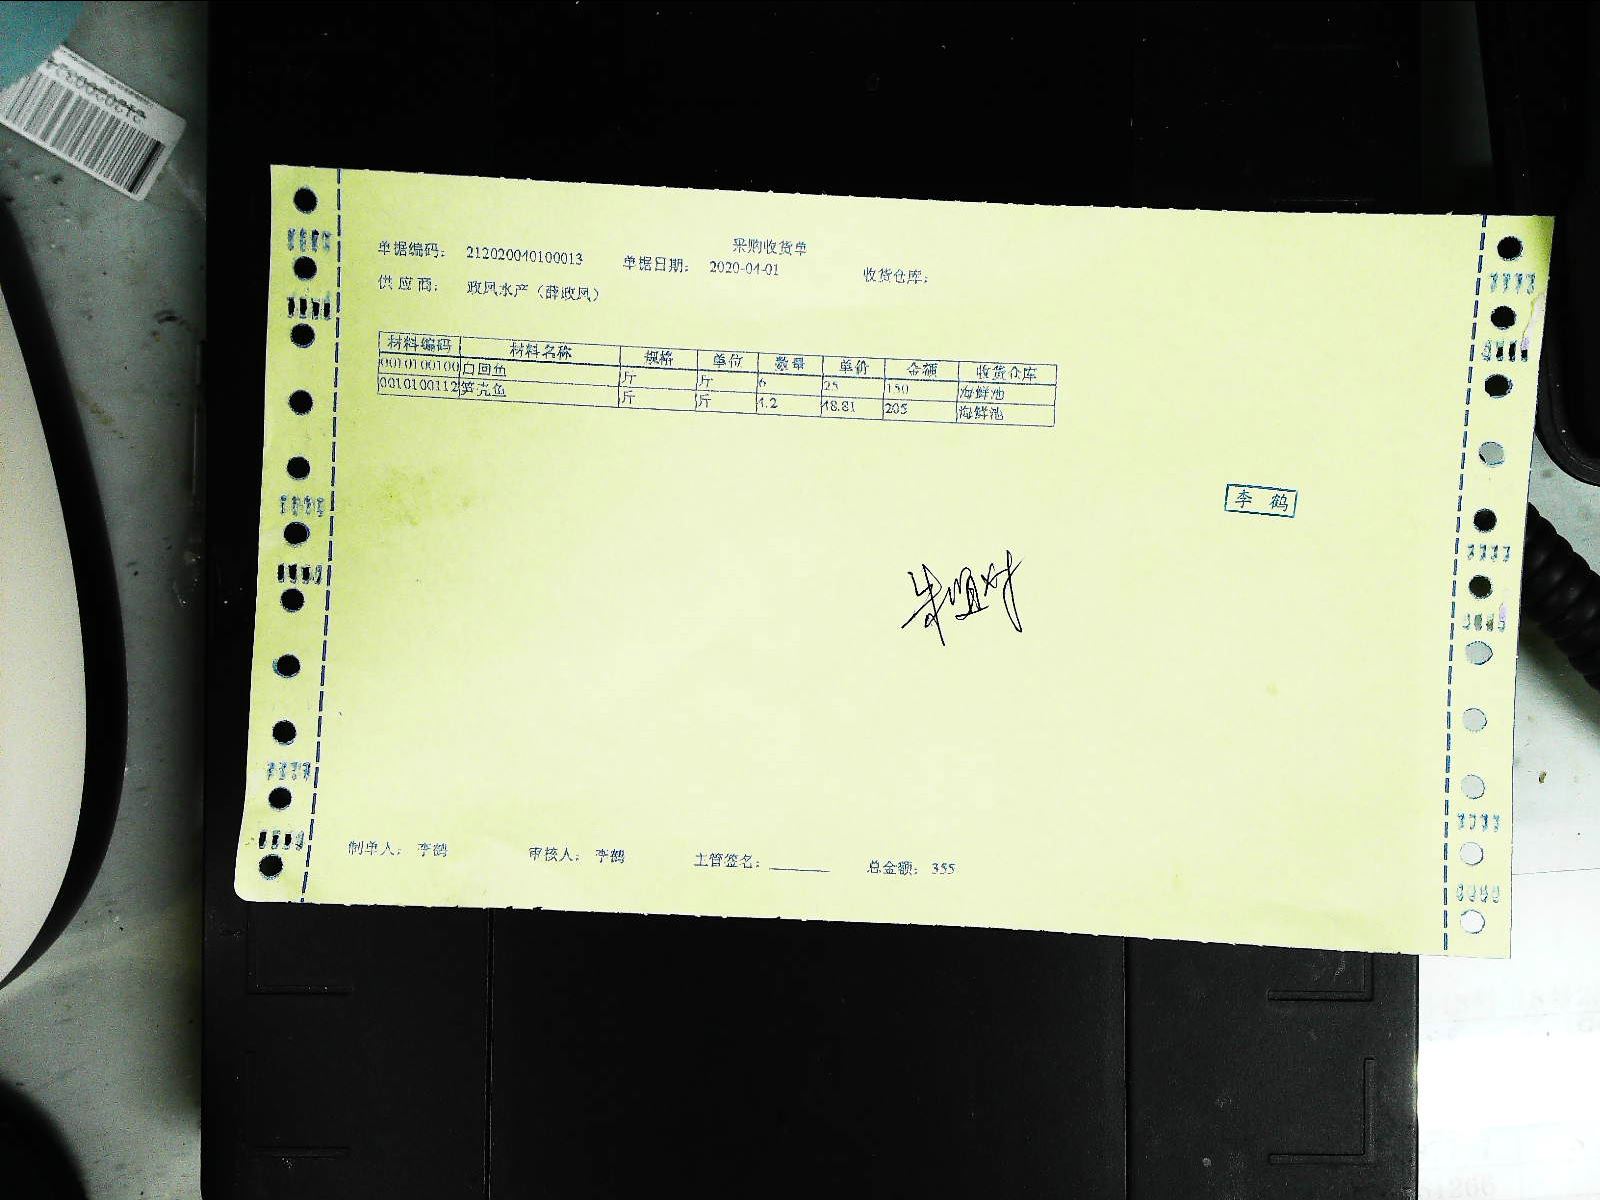 采购收货单
单据编码： 212020040100013 单据日期： 2020-04-01 收货仓库：
供 应 商： 政风水产（薛政风）
材料编码 材料名称 规格 单位 数量 单价 金额 收货仓库
0010100100 口回鱼 斤 斤 6 25 150 海鲜池
0010100112 笋壳鱼 斤 斤 4.2 48.81 205 海鲜池
李 鹤
制单人： 李鹤 审核人： 李鹤 主管签名： 总金额： 355